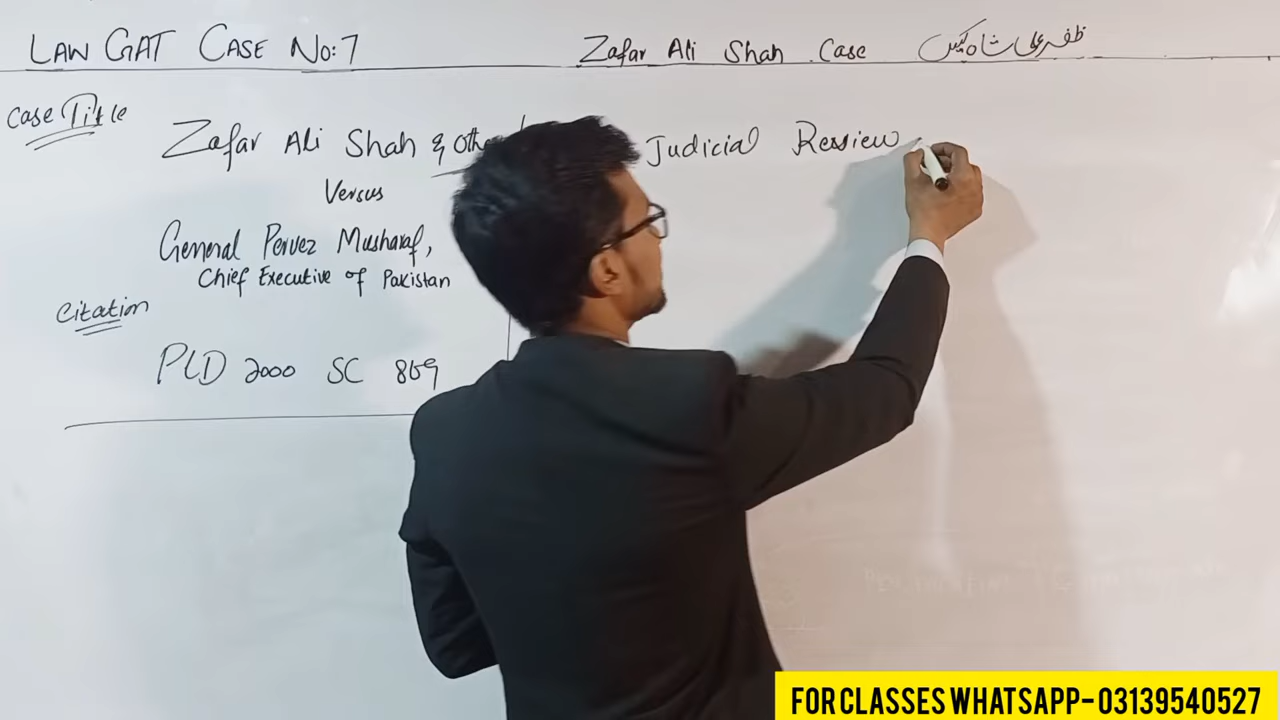 LAW GAT CASE No:7
Zafar Ali Shah Case ظفر علی شاہ کیس
Case Title
Zafar Ali Shah & Othe
Versus
General Pervez Musharaf,
Chief Executive of Pakistan
Citation
PLD 2000 SC 869
Judicial Review
FOR CLASSES WHATSAPP-03139540527